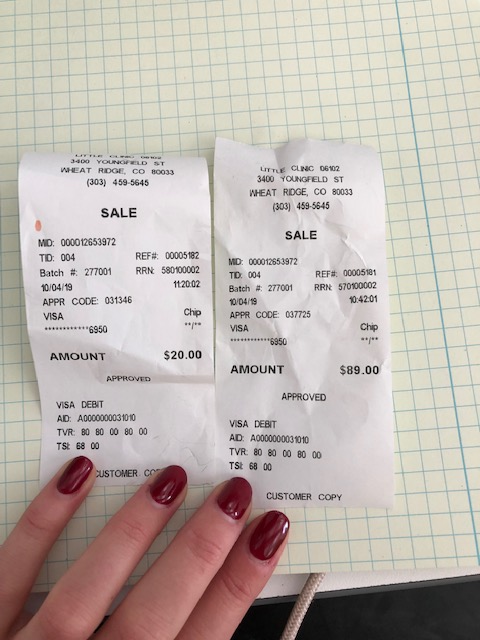 LITTLE CLINIC 06102
3400 YOUNGFIELD ST
WHEAT RIDGE, CO 80033
(303) 459-5645
SALE
MID: 000012653972
TID: 004 REF#: 00005182
Batch #: 277001 RRN: 580100002
10/04/19 11:20:02
APPR CODE: 031346
VISA Chip
************6950 **/**
AMOUNT $20.00
APPROVED
VISA DEBIT
AID: A0000000031010
TVR: 80 80 00 80 00
TSI: 68 00
CUSTOMER COPY
LITTLE CLINIC 06102
3400 YOUNGFIELD ST
WHEAT RIDGE, CO 80033
(303) 459-5645
SALE
MID: 000012653972
TID: 004 REF#: 00005181
Batch #: 277001 RRN: 570100002
10/04/19 10:42:01
APPR CODE: 037725
VISA Chip
************6950 **/**
AMOUNT $89.00
APPROVED
VISA DEBIT
AID: A0000000031010
TVR: 80 80 00 80 00
TSI: 68 00
CUSTOMER COPY